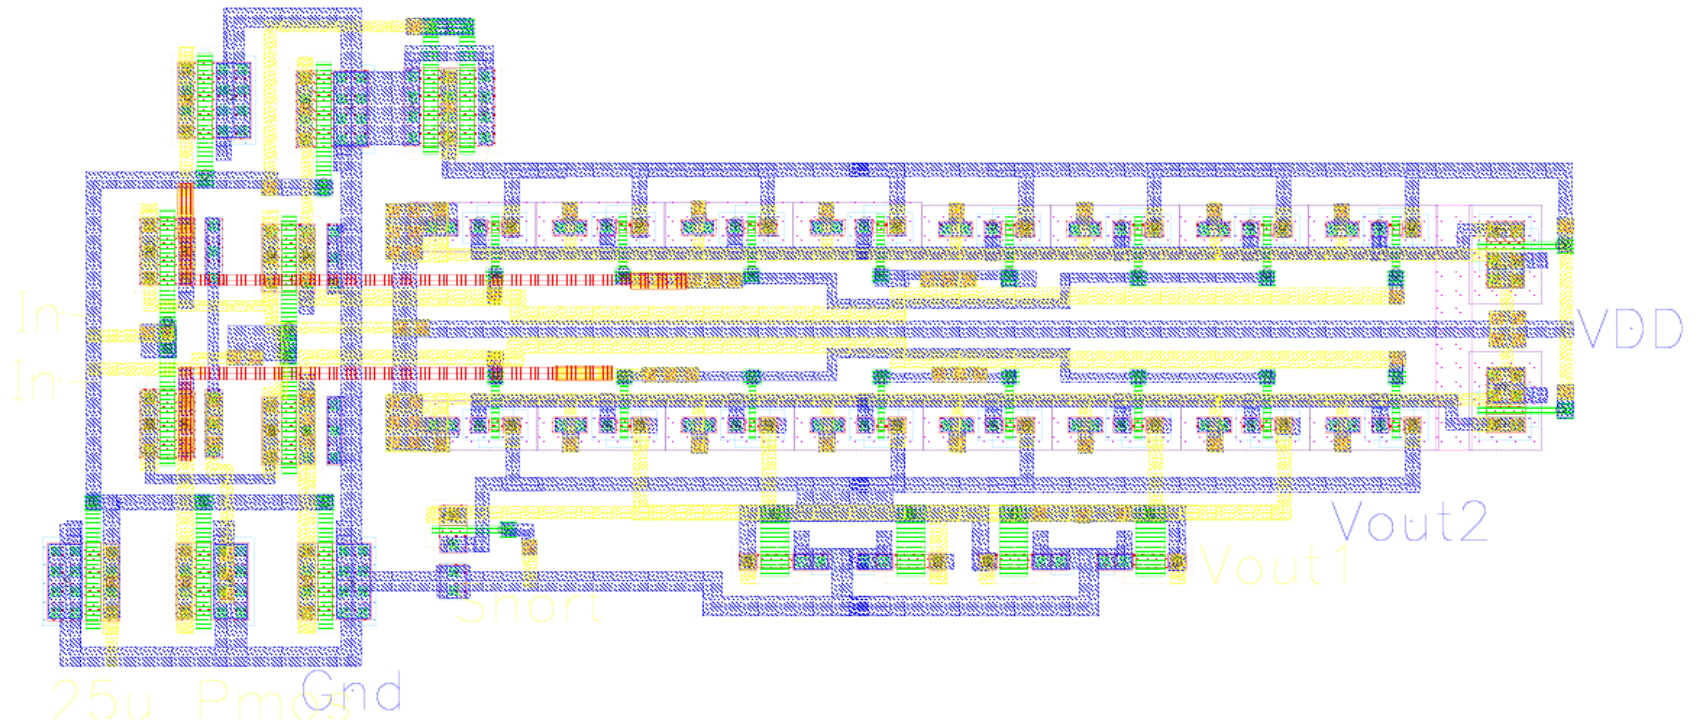 In-
VDD
In-
Vout2
Vout1
Short
Gnd
25u Pmos